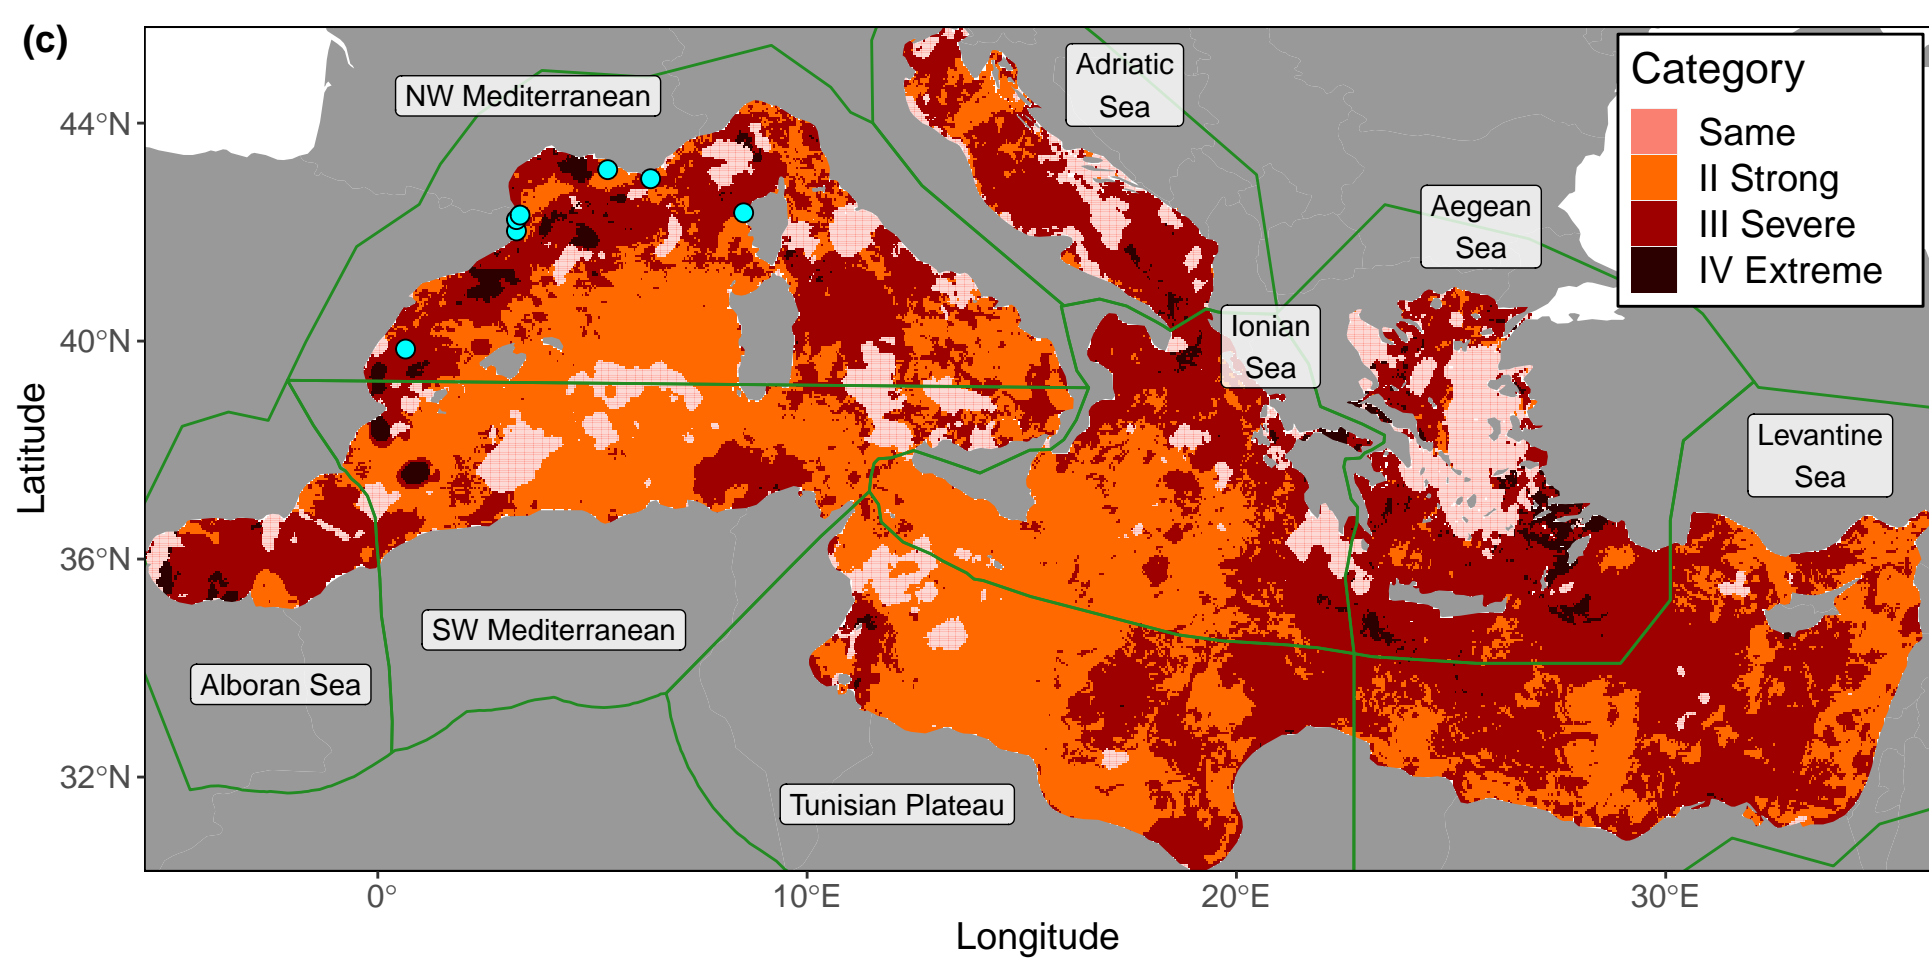 (c)
NW Mediterranean
Adriatic
Sea
Aegean
Sea
Ionian
Sea
Levantine
Sea
SW Mediterranean
Alboran Sea
Tunisian Plateau
Category
Same
II Strong
III Severe
IV Extreme
44°N
40°N
36°N
32°N
Latitude
0°
10°E
20°E
30°E
Longitude